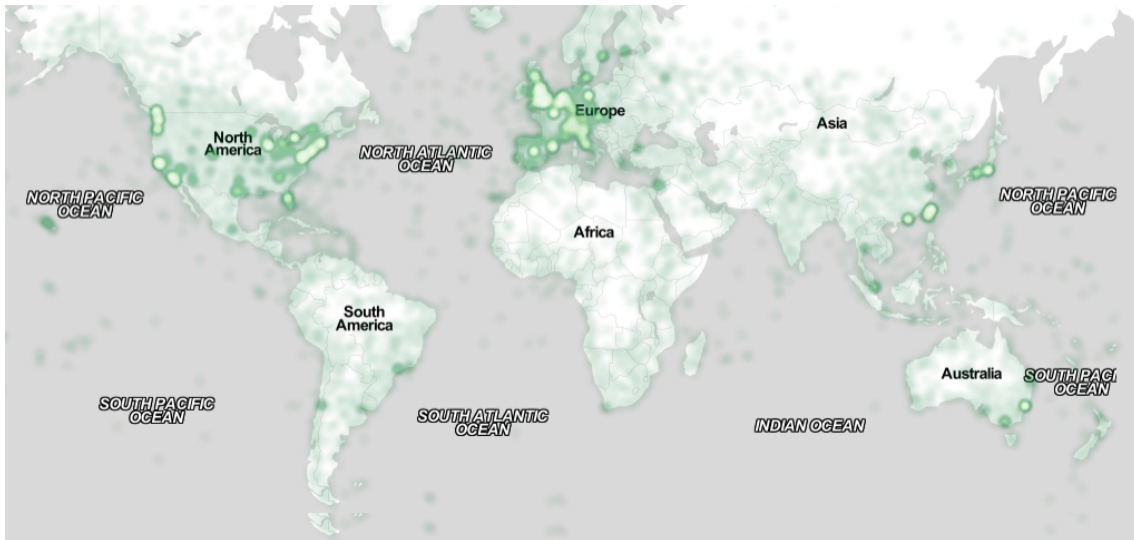 Europe
Asia
North
America
NORTH ATLANTIC
OCEAN
NORTH PACIFIC
OCEAN
NORTH PACIFIC
OCEAN
Africa
South
America
Australia
SOUTH PACI
OCEAN
SOUTH PACIFIC
OCEAN
SOUTH ATLANTIC
OCEAN
INDIAN OCEAN